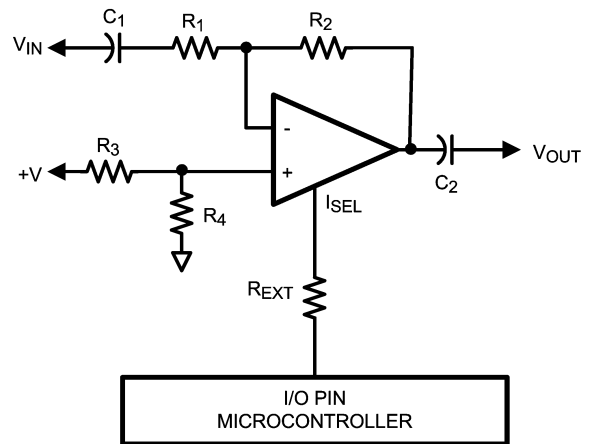 C1
R1
R2
VIN
R3
-
+V
+
VOUT
C2
ISEL
R4
REXT
I/O PIN
MICROCONTROLLER